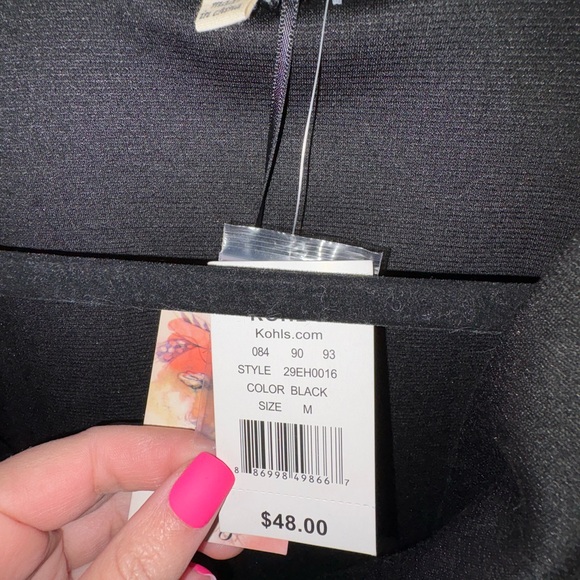 Kohls.com
084 90 93
STYLE 29EH0016
COLOR BLACK
SIZE M
8 86998 49866 7
$48.00